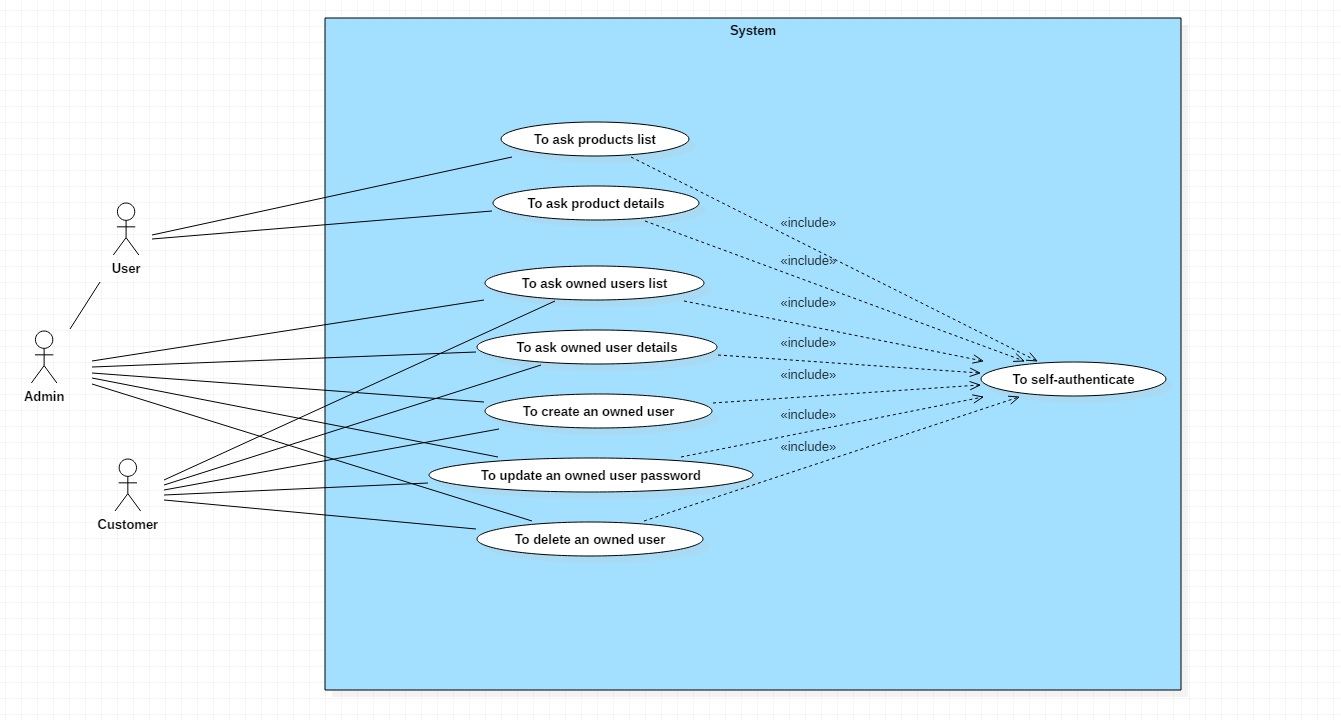 System
To ask products list
To ask product details
«include»
User
«include»
To ask owned users list
«include»
To ask owned user details
«include»
«include»
To self-authenticate
Admin
To create an owned user
«include»
«include»
To update an owned user password
Customer
To delete an owned user